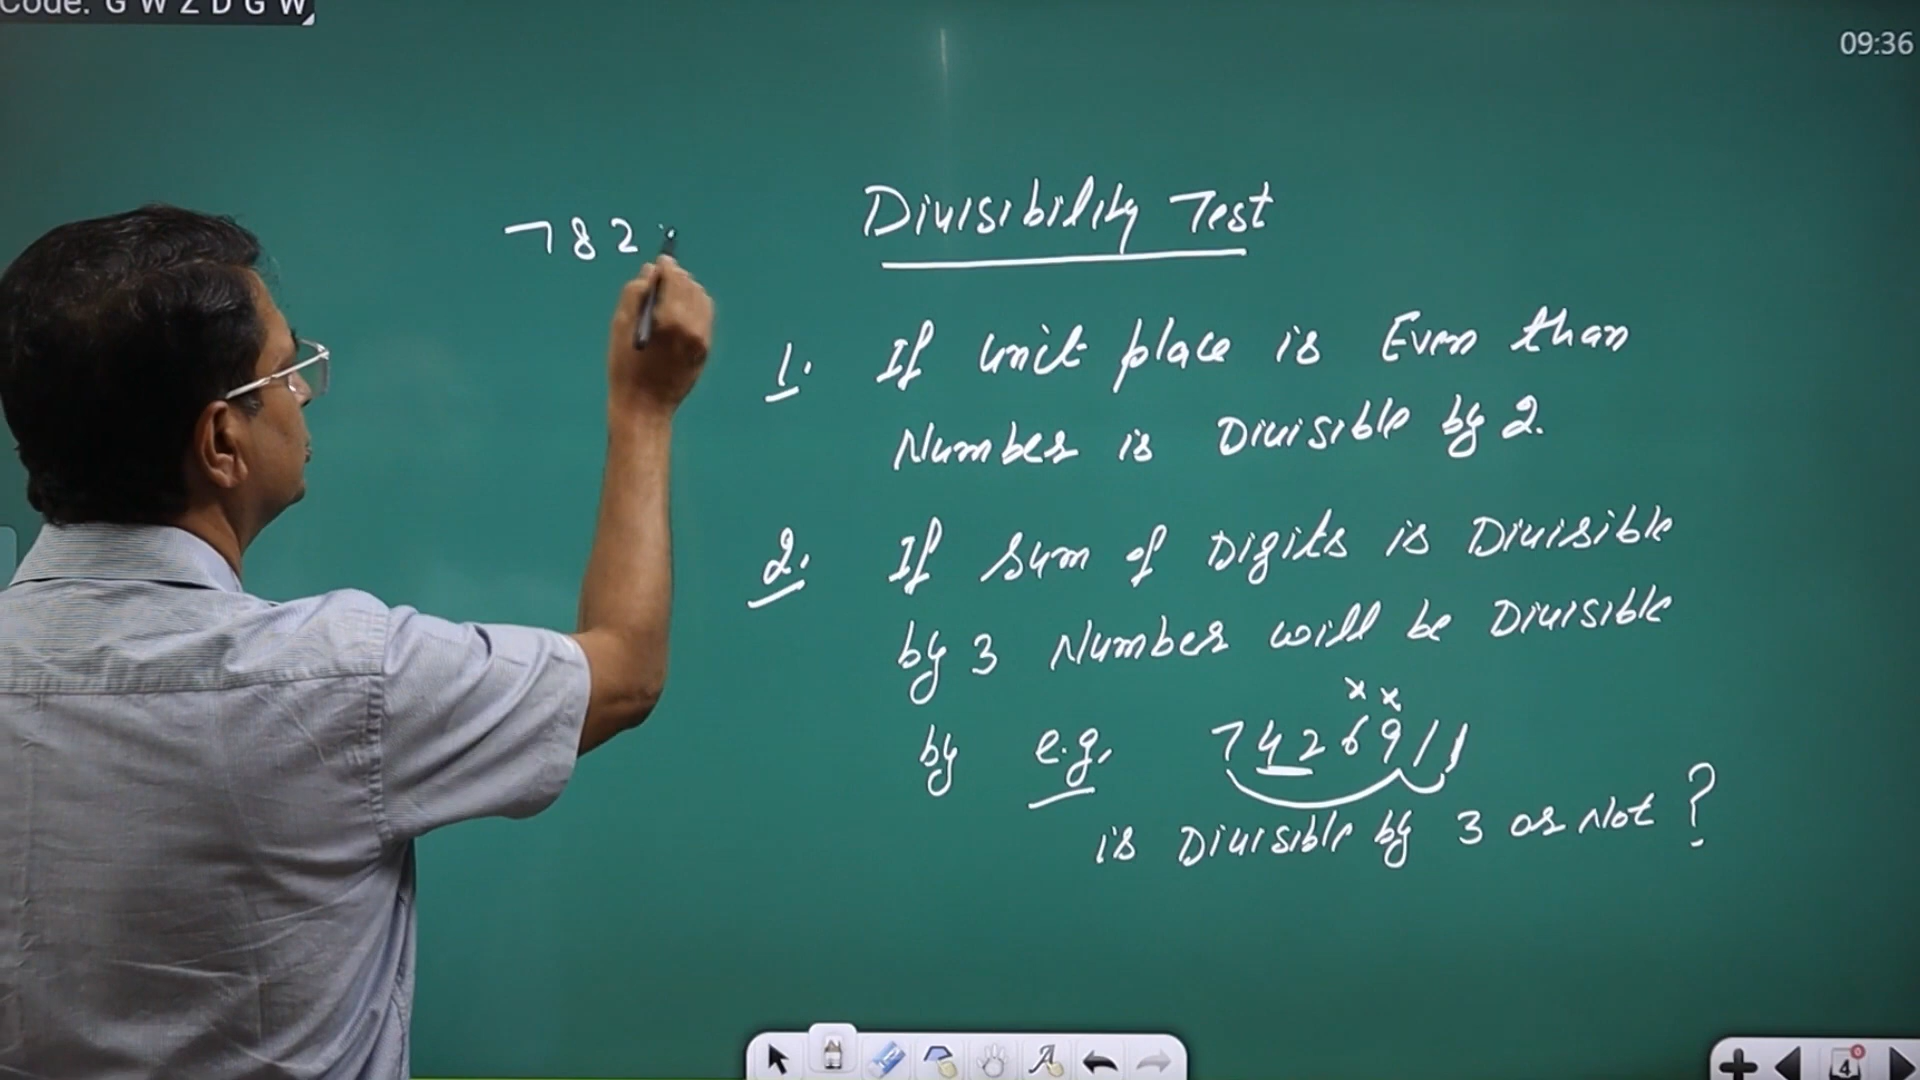 Code: G W Z D G W
09:36
782
Divisibility Test
1. If unit place is Even than
Number is Divisible by 2.
2. If Sum of Digits is Divisible
by 3 Number will be Divisible
x x
by e.g. 7426911
is Divisible by 3 or Not ?
4